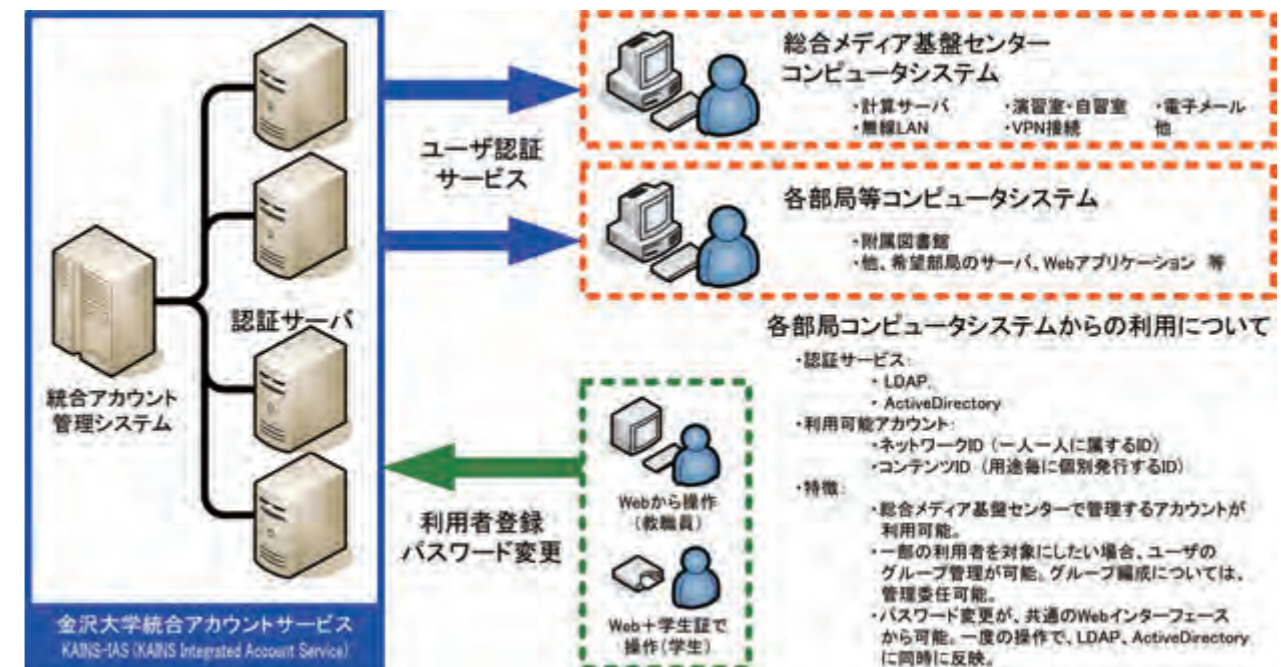 統合アカウント
管理システム
認証サーバ
金沢大学統合アカウントサービス
KAINS-IAS (KAINS Integrated Account Service)
ユーザ認証
サービス
利用者登録
パスワード変更
Webから操作
(教職員)
Web+学生証で
操作(学生)
総合メディア基盤センター
コンピュータシステム
・計算サーバ ・演習室・自習室 ・電子メール
・無線LAN ・VPN接続 他
各部局等コンピュータシステム
・附属図書館
・他、希望部局のサーバ、Webアプリケーション 等
各部局コンピュータシステムからの利用について
・認証サービス:
・ LDAP,
・ ActiveDirectory
・利用可能アカウント:
・ネットワークID (一人一人に属するID)
・コンテンツID (用途毎に個別発行するID)
・特徴:
・総合メディア基盤センターで管理するアカウントが
利用可能。
・一部の利用者を対象にしたい場合、ユーザの
グループ管理が可能。グループ編成については、
管理委任可能。
・パスワード変更が、共通のWebインターフェース
から可能。一度の操作で、LDAP、ActiveDirectory
に同時に反映。